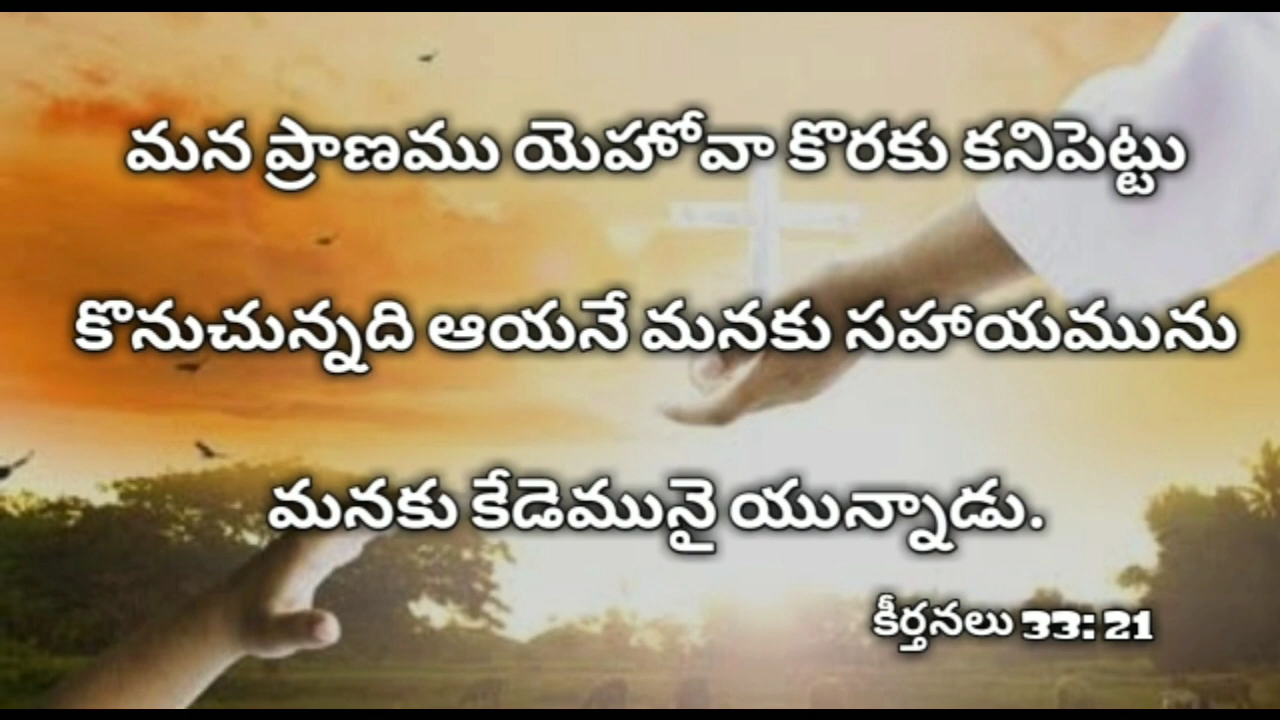 మన ప్రాణము యెహోవా కొరకు కనిపెట్టు
కొనుచున్నది ఆయనే మనకు సహాయమును
మనకు కేడెమునై యున్నాడు.
కీర్తనలు 33: 21